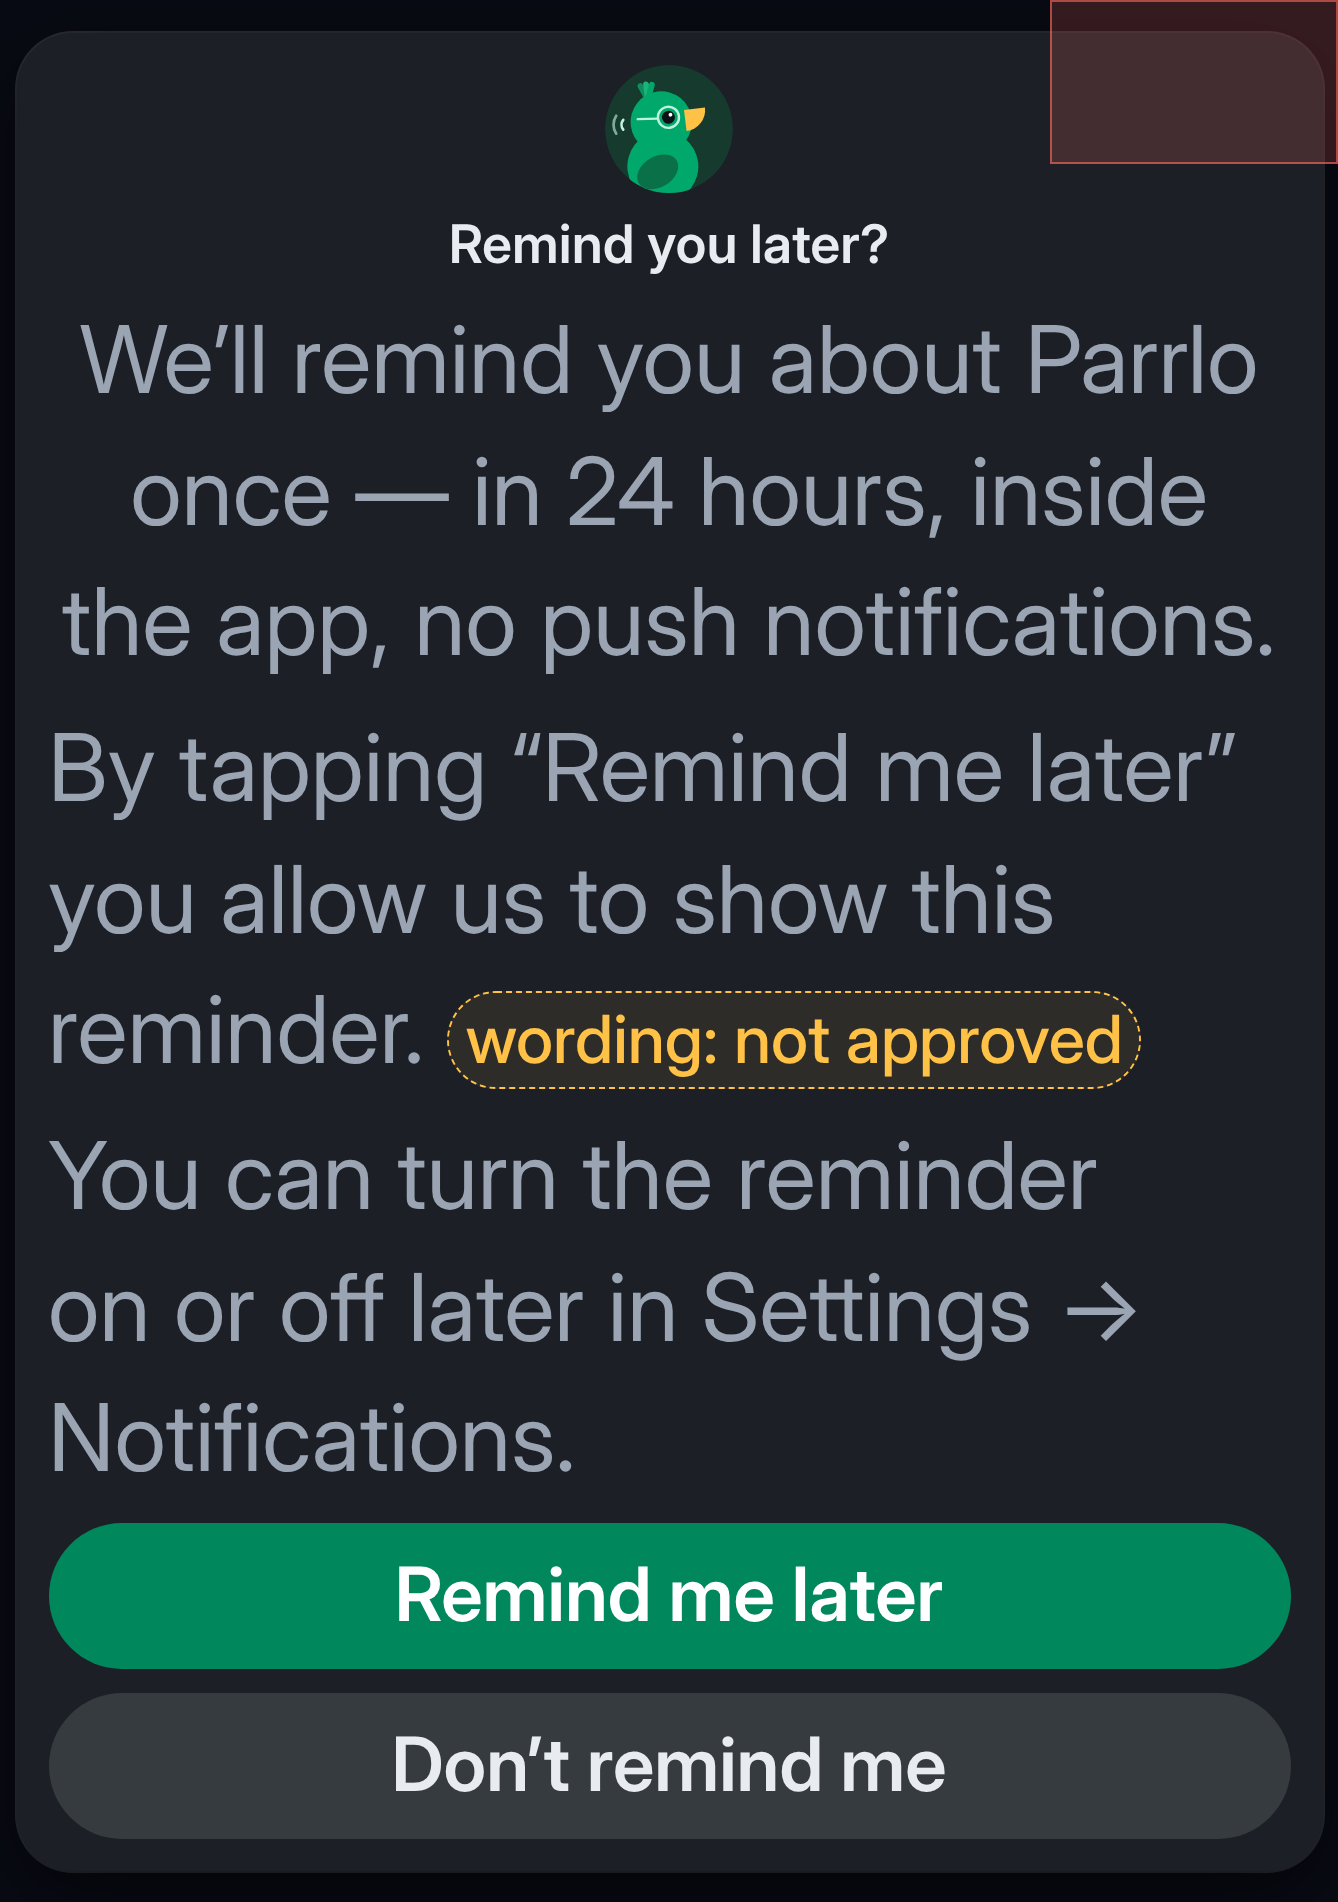 Remind you later?
We’ll remind you about Parrlo
once — in 24 hours, inside
the app, no push notifications.
By tapping “Remind me later”
you allow us to show this
reminder. wording: not approved
You can turn the reminder
on or off later in Settings →
Notifications.
Remind me later
Don’t remind me